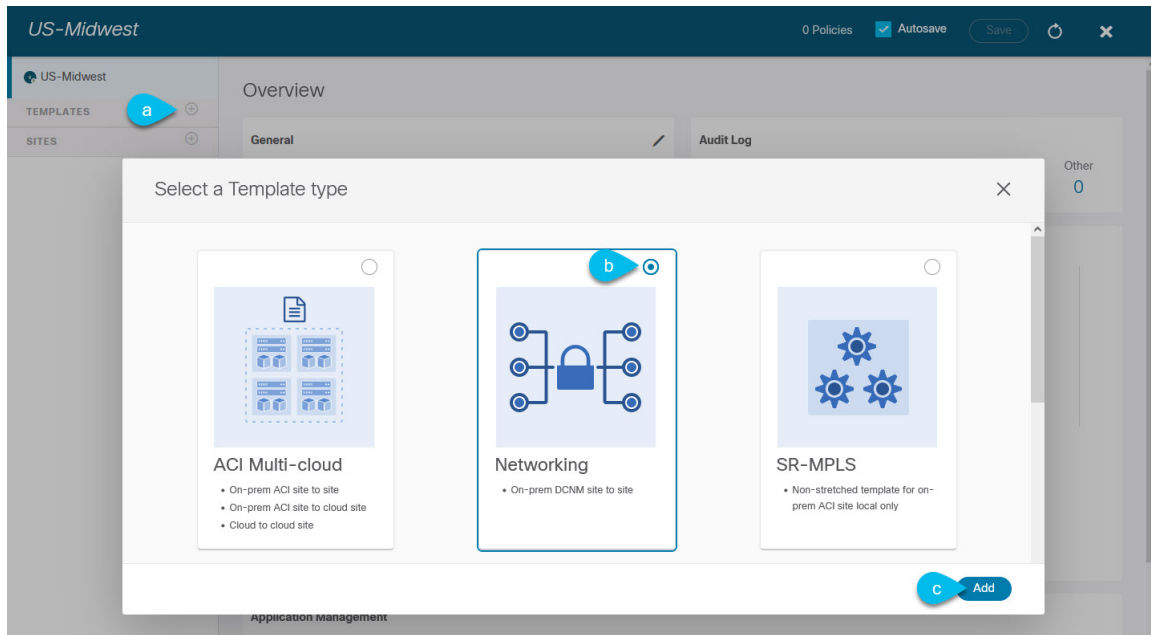 US-Midwest
0 Policies
Autosave
Save
US-Midwest
TEMPLATES
a
SITES
Overview
General
Audit Log
Other
0
Select a Template type
b
ACI Multi-cloud
• On-prem ACI site to site
• On-prem ACI site to cloud site
• Cloud to cloud site
Networking
• On-prem DCNM site to site
SR-MPLS
• Non-stretched template for on-
prem ACI site local only
c
Add
Application Management